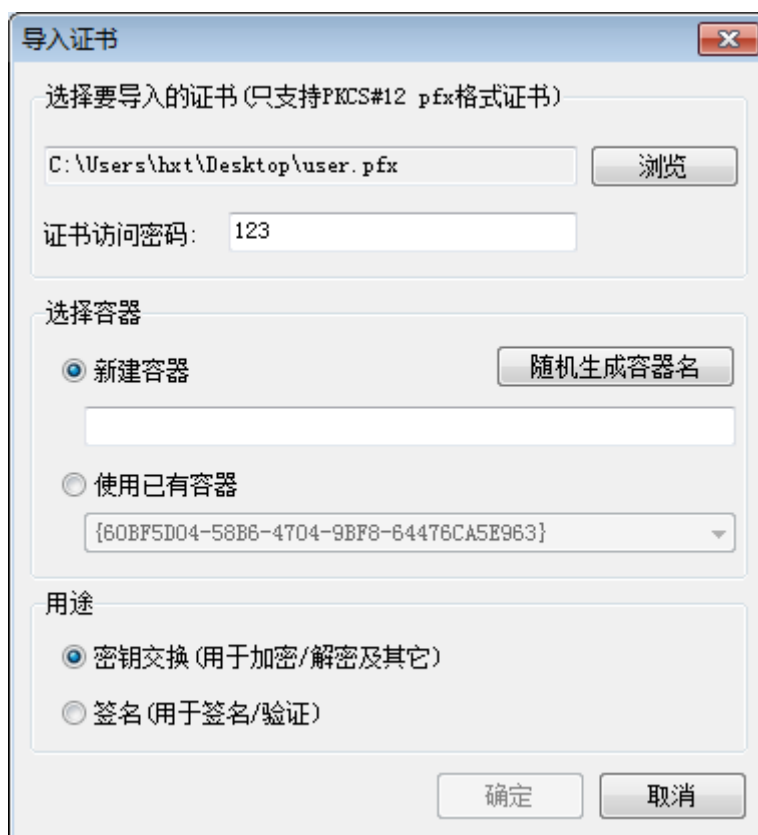 导入证书
选择要导入的证书(只支持PKCS#12 pfx格式证书)
C:\Users\hxt\Desktop\user.pfx 浏览
证书访问密码: 123
选择容器
新建容器 随机生成容器名
使用已有容器
{60BF5D04-58B6-4704-9BF8-64476CA5E963}
用途
密钥交换(用于加密/解密及其它)
签名(用于签名/验证)
确定 取消